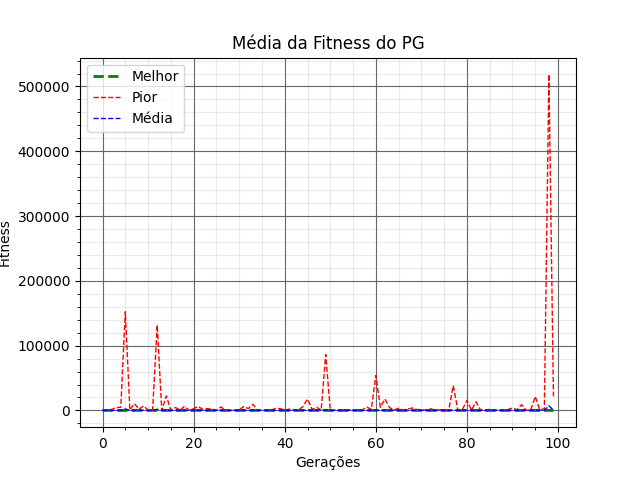 Média da Fitness do PG
Melhor
Pior
Média
500000
400000
300000
200000
100000
0
Fitness
0
20
40
60
80
100
Gerações